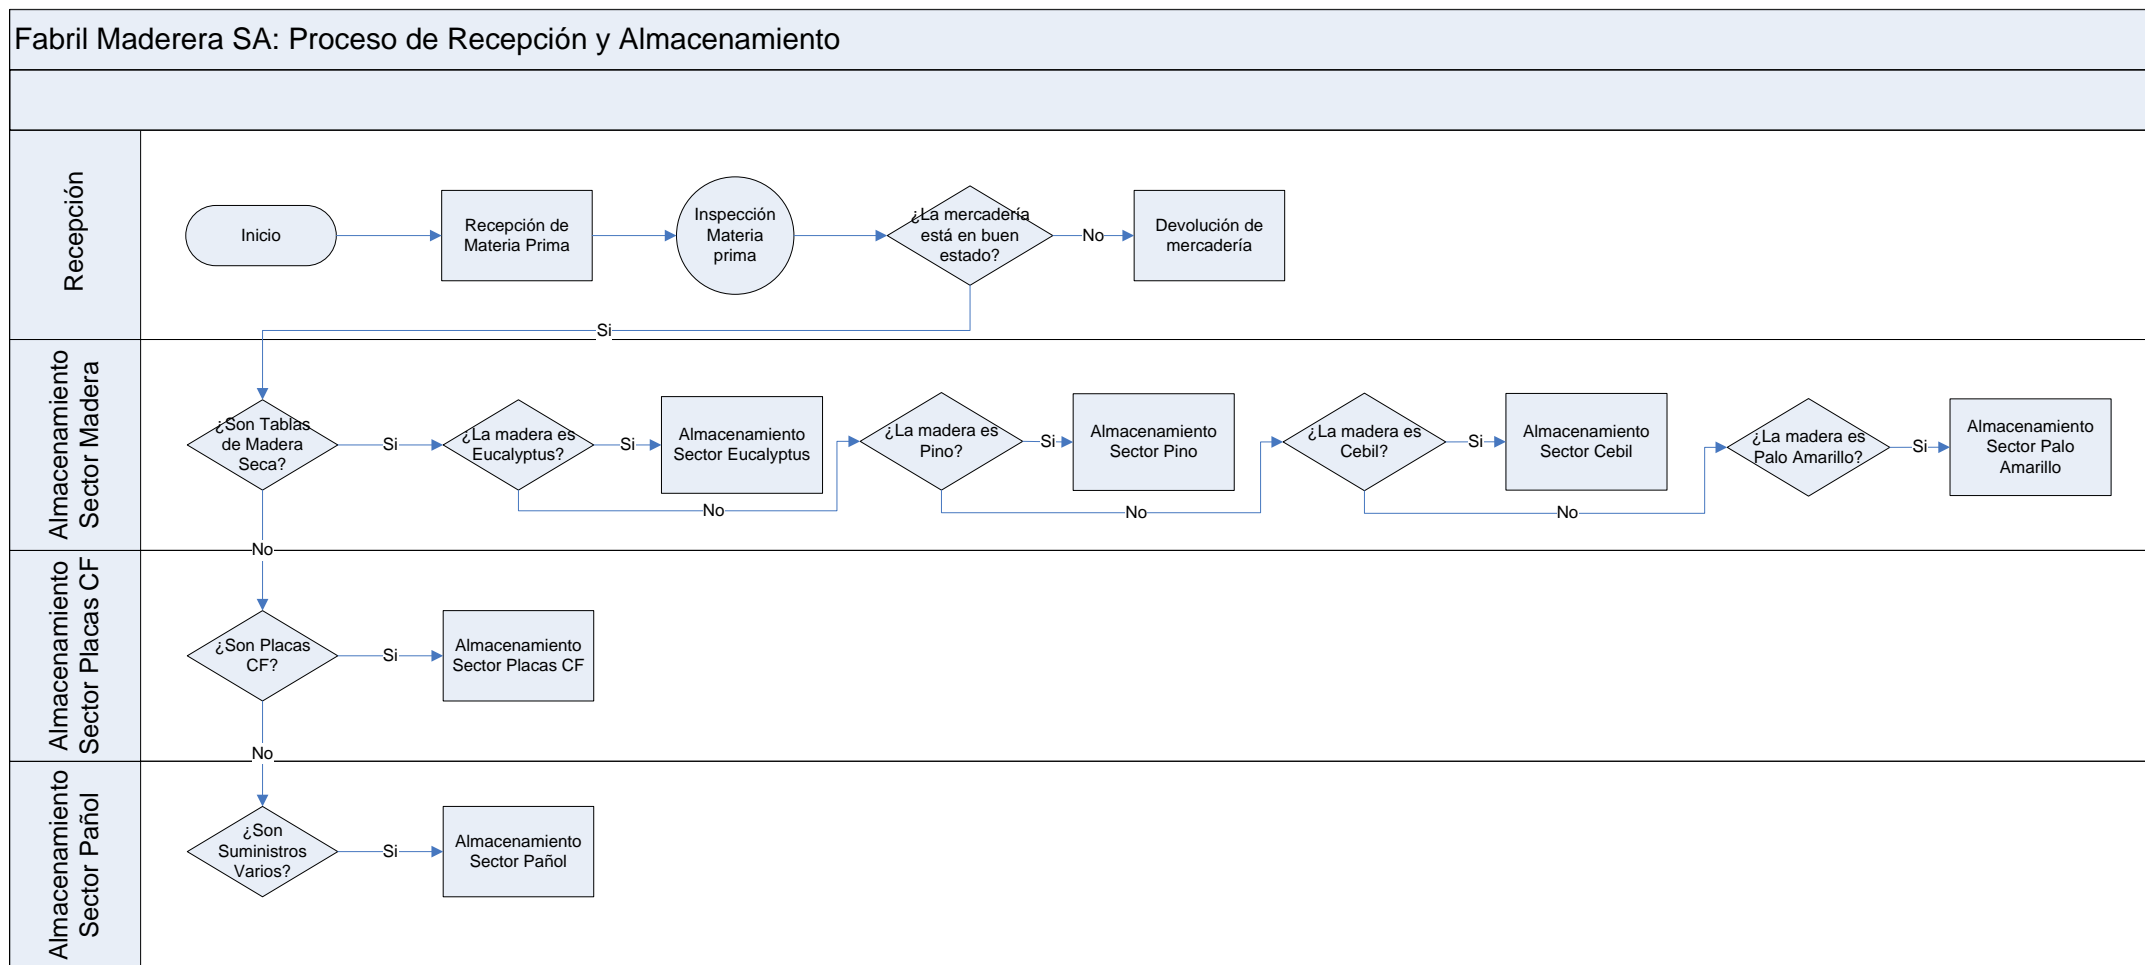 Fabril Maderera SA: Proceso de Recepción y Almacenamiento
Recepción
Inicio
Recepción de
Materia Prima
Inspección
Materia
prima
¿La mercadería
está en buen
estado?
No
Devolución de
mercadería
Si
Almacenamiento
Sector Madera
¿Son Tablas
de Madera
Seca?
Si
¿La madera es
Eucalyptus?
Si
Almacenamiento
Sector Eucalyptus
No
¿La madera es
Pino?
Si
Almacenamiento
Sector Pino
No
¿La madera es
Cebil?
Si
Almacenamiento
Sector Cebil
No
¿La madera es
Palo Amarillo?
Si
Almacenamiento
Sector Palo
Amarillo
No
Almacenamiento
Sector Placas CF
¿Son Placas
CF?
Si
Almacenamiento
Sector Placas CF
No
Almacenamiento
Sector Pañol
¿Son
Suministros
Varios?
Si
Almacenamiento
Sector Pañol